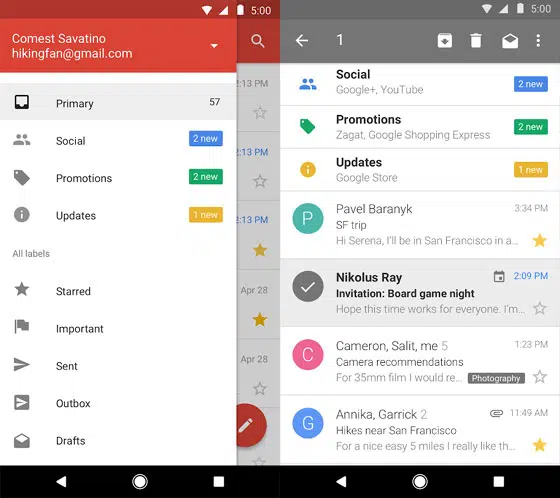 5:00
Comest Savatino
hikingfan@gmail.com
Primary 57
Social 2 new
Promotions 2 new
Updates 1 new
All labels
Starred
Important
Sent
Outbox
Drafts
2:13 PM
2:13 PM
2:13 PM
Apr 28
Apr 28
5:00
1
Social
Google+, YouTube
2 new
Promotions
Zagat, Google Shopping Express
2 new
Updates
Google Store
1 new
P
Pavel Baranyk 3:34 PM
SF trip
Hi Serena, I'll be in San Francisco in a...
Nikolus Ray 2:09 PM
Invitation: Board game night
Hope this time works for everyone. I'm...
C
Cameron, Salit, me 5 1:23 PM
Camera recommendations
For 35mm film I would re... Photography
A
Annika, Garrick 2 11:49 AM
Hikes near San Francisco
For a nice easy 5 miles I really like th...